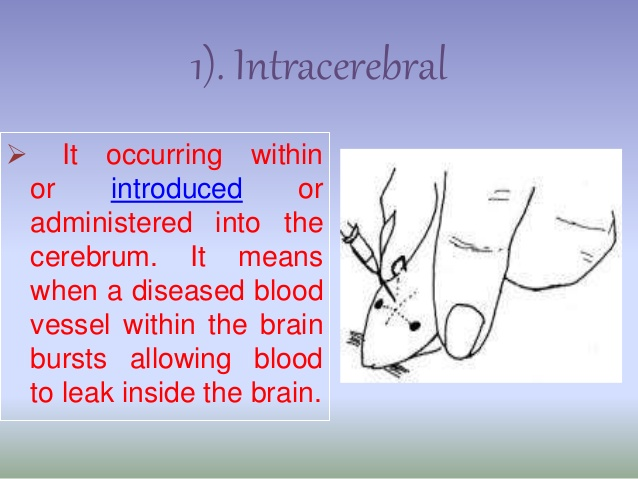 1). Intracerebral
➢ It occurring within
or introduced or
administered into the
cerebrum. It means
when a diseased blood
vessel within the brain
bursts allowing blood
to leak inside the brain.